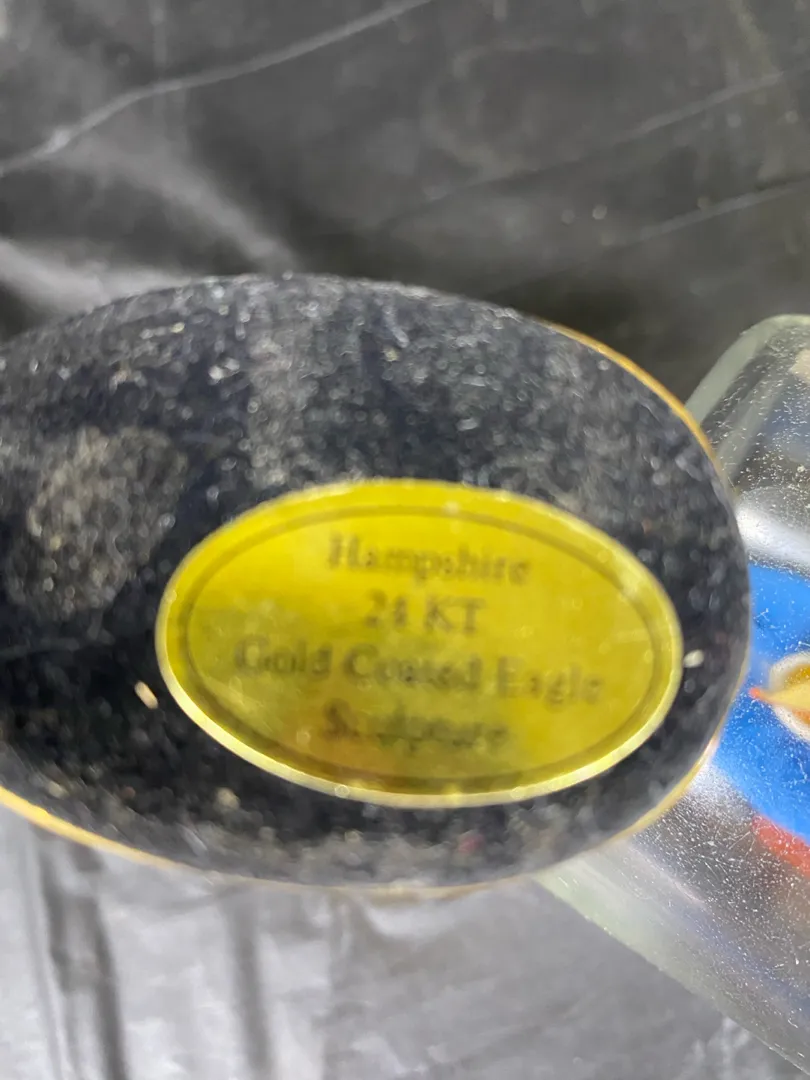 Hampshire
24 KT
Gold Coated Eagle
Sculpture